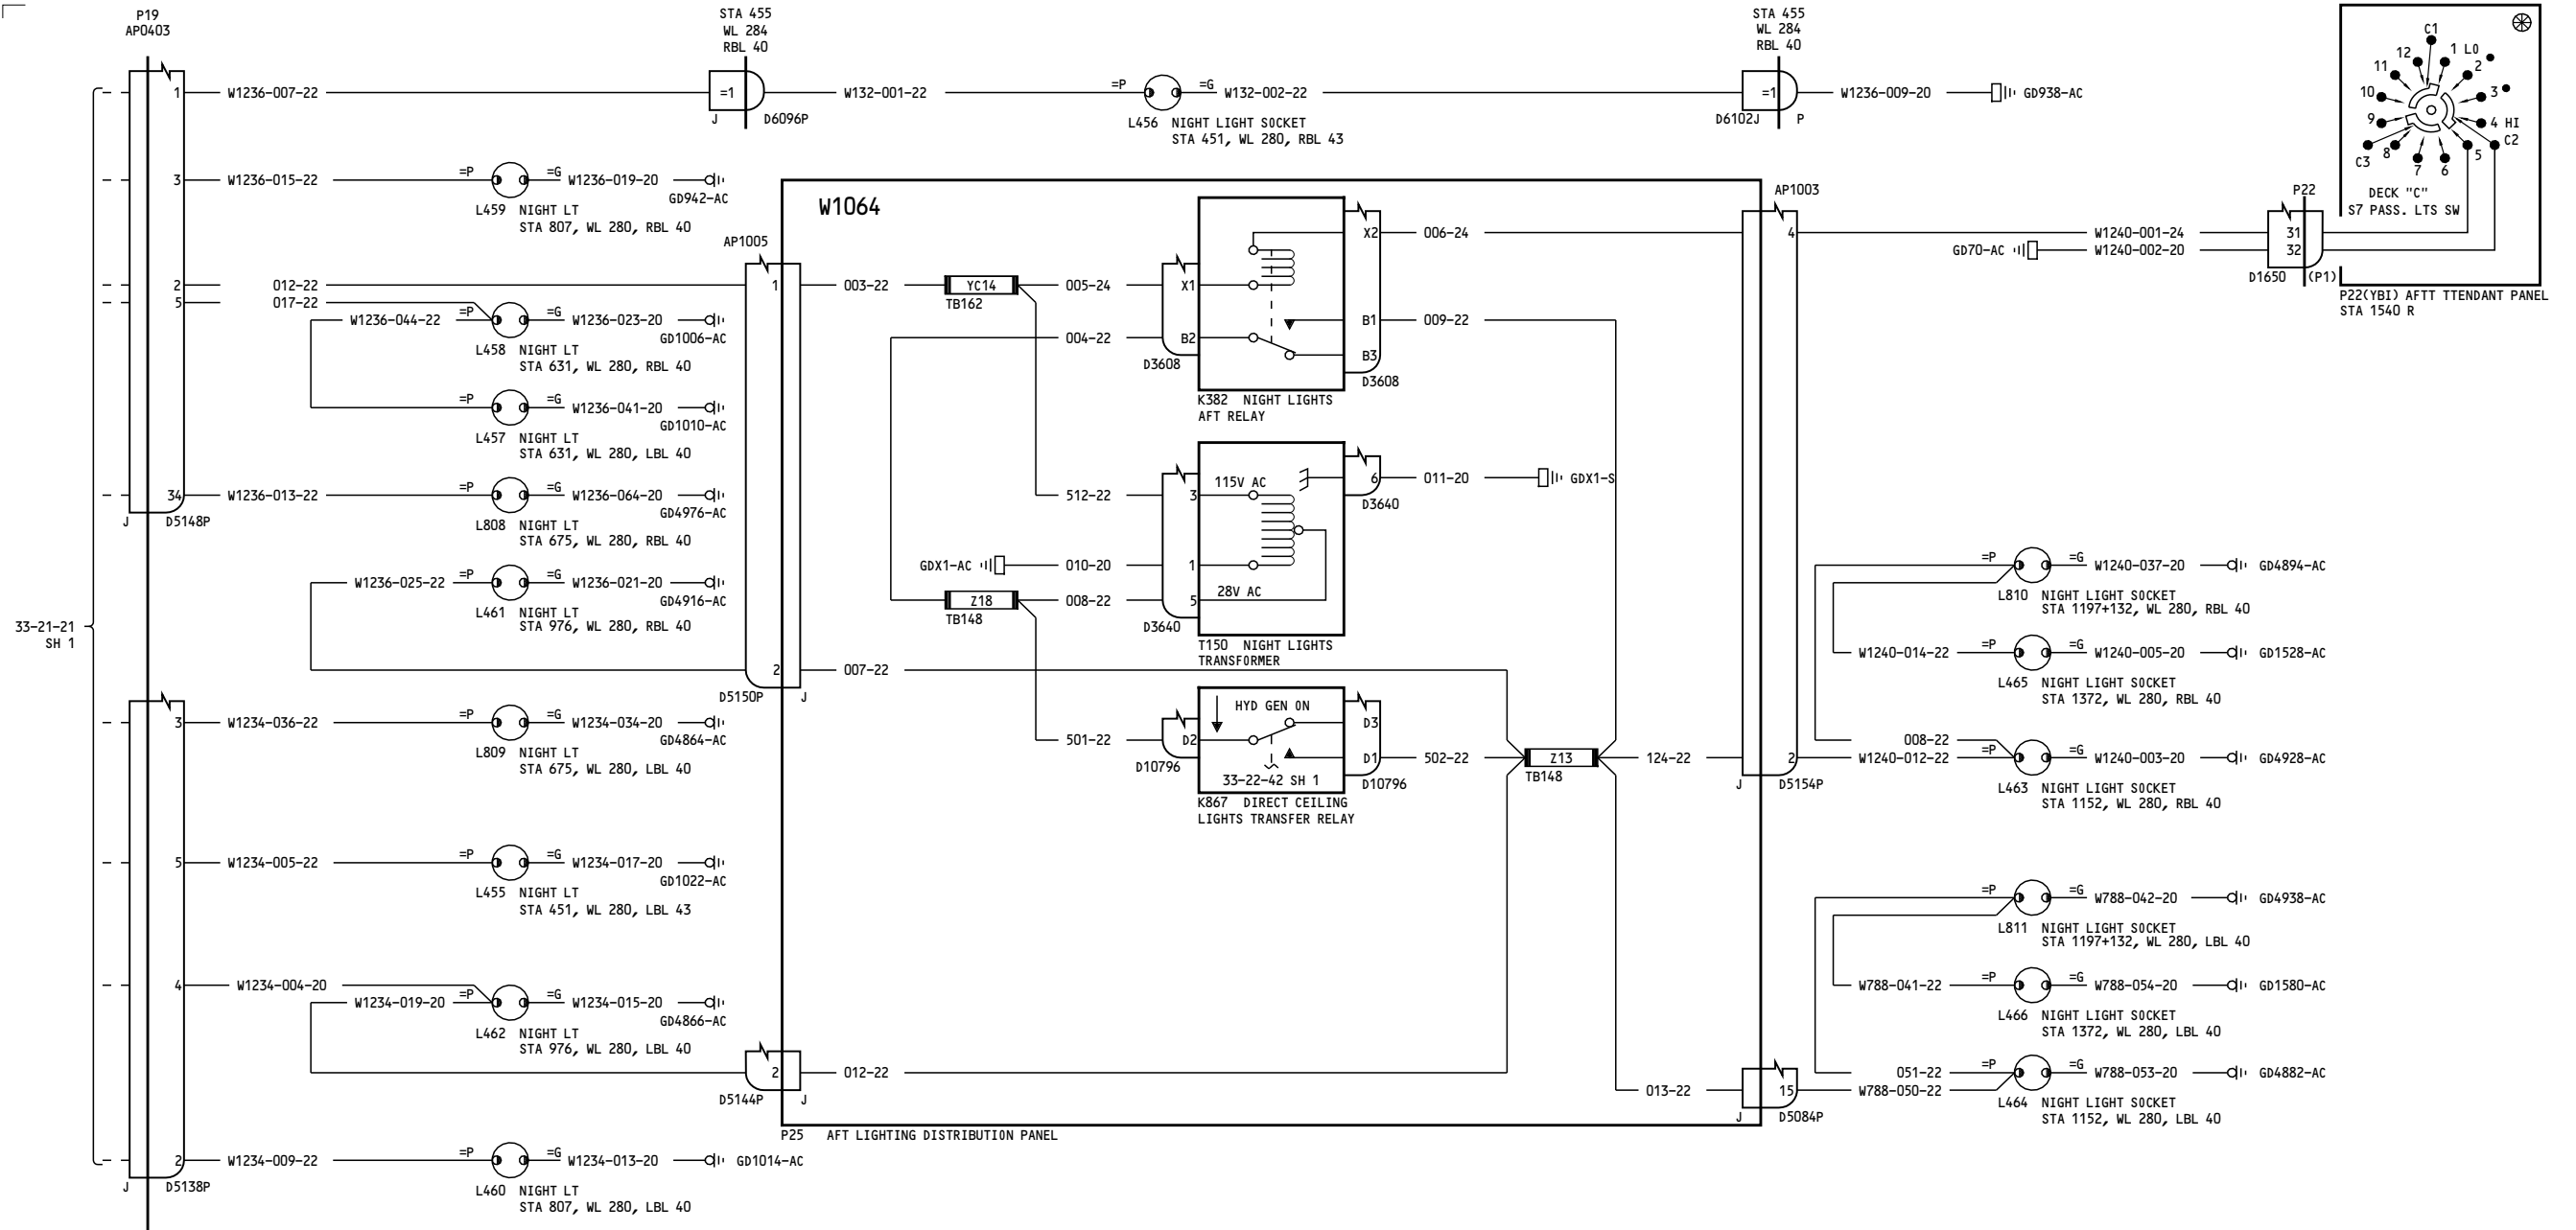 P19
AP0403
STA 455
WL 284
RBL 40
STA 455
WL 284
RBL 40
1 W1236-007-22
=1
J D6096P
W132-001-22
=P =G W132-002-22
L456 NIGHT LIGHT SOCKET
STA 451, WL 280, RBL 43
=1
D6102J P
W1236-009-20 GD938-AC
C1
12 1 LO
11 2
10 3
9 4 HI
C2
C3 8 5
7 6
DECK "C"
S7 PASS. LTS SW
3 W1236-015-22 =P =G W1236-019-20
GD942-AC
L459 NIGHT LT
STA 807, WL 280, RBL 40
W1064
AP1005
AP1003
P22
X2 006-24 4 W1240-001-24 31
GD70-AC W1240-002-20 32
D1650 (P1)
P22(YBI) AFTT TTENDANT PANEL
STA 1540 R
2 012-22 1 003-22 YC14 005-24 X1
TB162
5 017-22
W1236-044-22 =P =G W1236-023-20
GD1006-AC
L458 NIGHT LT
STA 631, WL 280, RBL 40
004-22 B2 B1 009-22
B3
D3608 D3608
K382 NIGHT LIGHTS
AFT RELAY
=P =G W1236-041-20
GD1010-AC
L457 NIGHT LT
STA 631, WL 280, LBL 40
34 W1236-013-22 =P =G W1236-064-20
GD4976-AC
J D5148P
L808 NIGHT LT
STA 675, WL 280, RBL 40
512-22 3 115V AC 6 011-20 GDX1-S
D3640
GDX1-AC 010-20 1
28V AC
Z18 008-22 5
TB148 D3640
T150 NIGHT LIGHTS
TRANSFORMER
W1236-025-22 =P =G W1236-021-20
GD4916-AC
L461 NIGHT LT
STA 976, WL 280, RBL 40
33-21-21
SH 1
2 007-22
D5150P J
=P =G W1240-037-20 GD4894-AC
L810 NIGHT LIGHT SOCKET
STA 1197+132, WL 280, RBL 40
W1240-014-22 =P =G W1240-005-20 GD1528-AC
L465 NIGHT LIGHT SOCKET
STA 1372, WL 280, RBL 40
3 W1234-036-22 =P =G W1234-034-20
GD4864-AC
L809 NIGHT LT
STA 675, WL 280, LBL 40
HYD GEN ON D3
501-22 D2
D10796
D1 502-22 Z13 124-22 2
33-22-42 SH 1 D10796 TB148 J D5154P
K867 DIRECT CEILING
LIGHTS TRANSFER RELAY
008-22
W1240-012-22 =P =G W1240-003-20 GD4928-AC
L463 NIGHT LIGHT SOCKET
STA 1152, WL 280, RBL 40
5 W1234-005-22 =P =G W1234-017-20
GD1022-AC
L455 NIGHT LT
STA 451, WL 280, LBL 43
=P =G W788-042-20 GD4938-AC
L811 NIGHT LIGHT SOCKET
STA 1197+132, WL 280, LBL 40
4 W1234-004-20
W1234-019-20 =P =G W1234-015-20
GD4866-AC
L462 NIGHT LT
STA 976, WL 280, LBL 40
W788-041-22 =P =G W788-054-20 GD1580-AC
L466 NIGHT LIGHT SOCKET
STA 1372, WL 280, LBL 40
2 012-22
D5144P J
051-22 =P =G W788-053-20 GD4882-AC
013-22 15 W788-050-22
J D5084P
L464 NIGHT LIGHT SOCKET
STA 1152, WL 280, LBL 40
P25 AFT LIGHTING DISTRIBUTION PANEL
2 W1234-009-22 =P =G W1234-013-20 GD1014-AC
J D5138P
L460 NIGHT LT
STA 807, WL 280, LBL 40